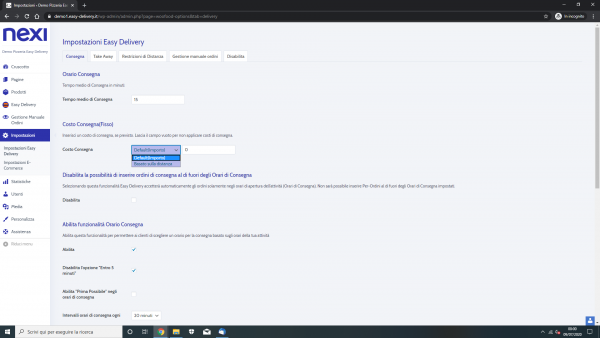 Impostazioni - Demo Pizzeria Eas
demo1.easy-delivery.it/wp-admin/admin.php?page=
In incognito
nexi
Demo Pizzeria Easy Delivery
Cruscotto
Pagine
Prodotti
Easy Delivery
Gestione Manuale Ordini
Impostazioni
Impostazioni Easy Delivery
Impostazioni E-Commerce
Statistiche
Utenti
Media
Personalizza
Assistenza
Riduci menu
Impostazioni Easy Delivery
Consegna
Take Away
Restrizioni di Distanza
Gestione manuale ordini
Disabilita
Orario Consegna
Tempo medio di Consegna in minuti.
Tempo medio di Consegna
15
Costo Consegna(Fisso)
Inserisci un costo di consegna, se previsto. Lascia il campo vuoto per non applicare costi di consegna.
Costo Consegna
Default(Importo)
0
Default(Importo)
Basato sulla distanza
Disabilita la possibilità di inserire ordini di consegna al di fuori degli Orari di Consegna
Selezionando questa funzionalità Easy Delivery accetterà automaticamente gli ordini solamente negli orari di apertura dell'attività (Orari di Consegna). Non sarà possibile inserire Pre-Ordini al di fuori degli Orari di Consegna impostati.
Disabilita
Abilita funzionalità Orario Consegna
Abilita questa funzionalità per permettere ai clienti di scegliere un orario per la consegna basato sugli orari della tua attività
Abilita
Disabilita l'opzione "Entro 5 minuti"
Abilita "Prima Possibile" negli orari di consegna
Intervalli orari di consegna ogni
20 minuti
Scrivi qui per eseguire la ricerca
09/07/2020